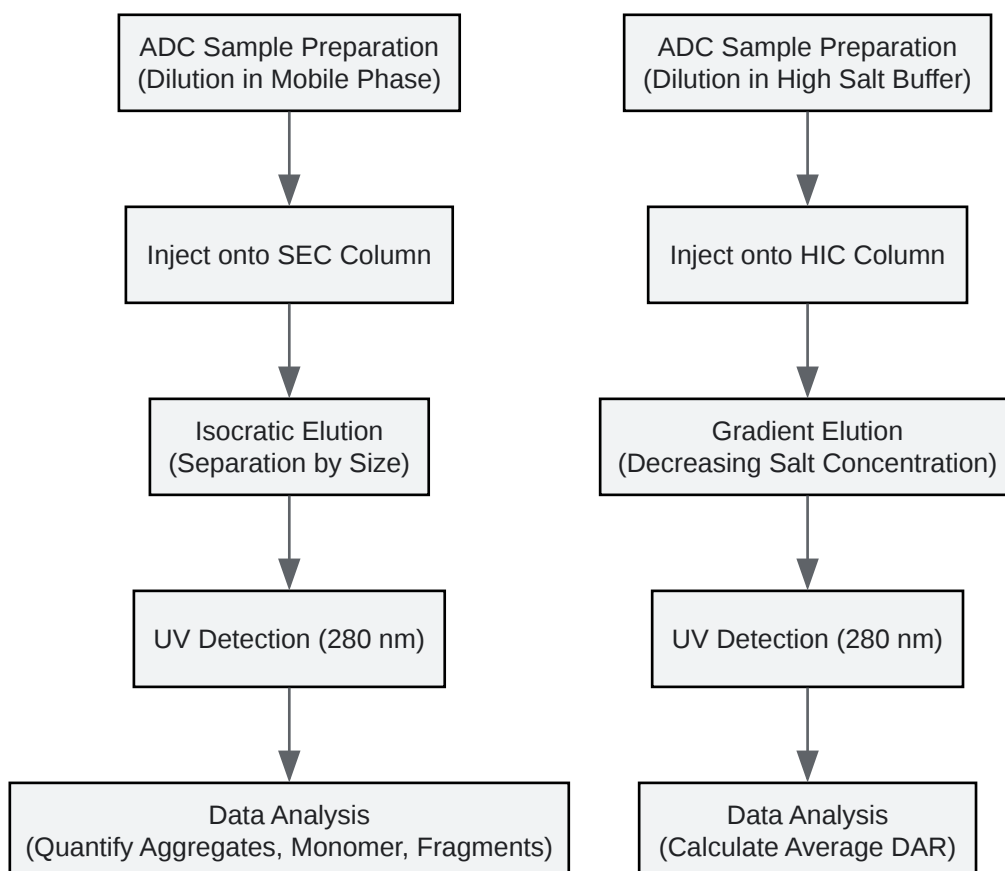 ADC Sample Preparation
(Dilution in Mobile Phase)
Inject onto SEC Column
Isocratic Elution
(Separation by Size)
UV Detection (280 nm)
Data Analysis
(Quantify Aggregates, Monomer, Fragments)
ADC Sample Preparation
(Dilution in High Salt Buffer)
Inject onto HIC Column
Gradient Elution
(Decreasing Salt Concentration)
UV Detection (280 nm)
Data Analysis
(Calculate Average DAR)